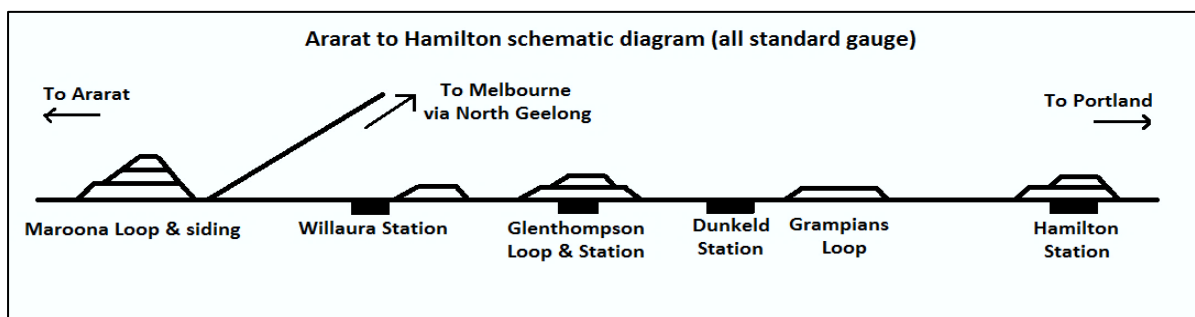 Ararat to Hamilton schematic diagram (all standard gauge)
To Ararat
To Melbourne
via North Geelong
To Portland
Maroona Loop & siding
Willaura Station
Glenthompson
Loop & Station
Dunkeld
Station
Grampians
Loop
Hamilton
Station